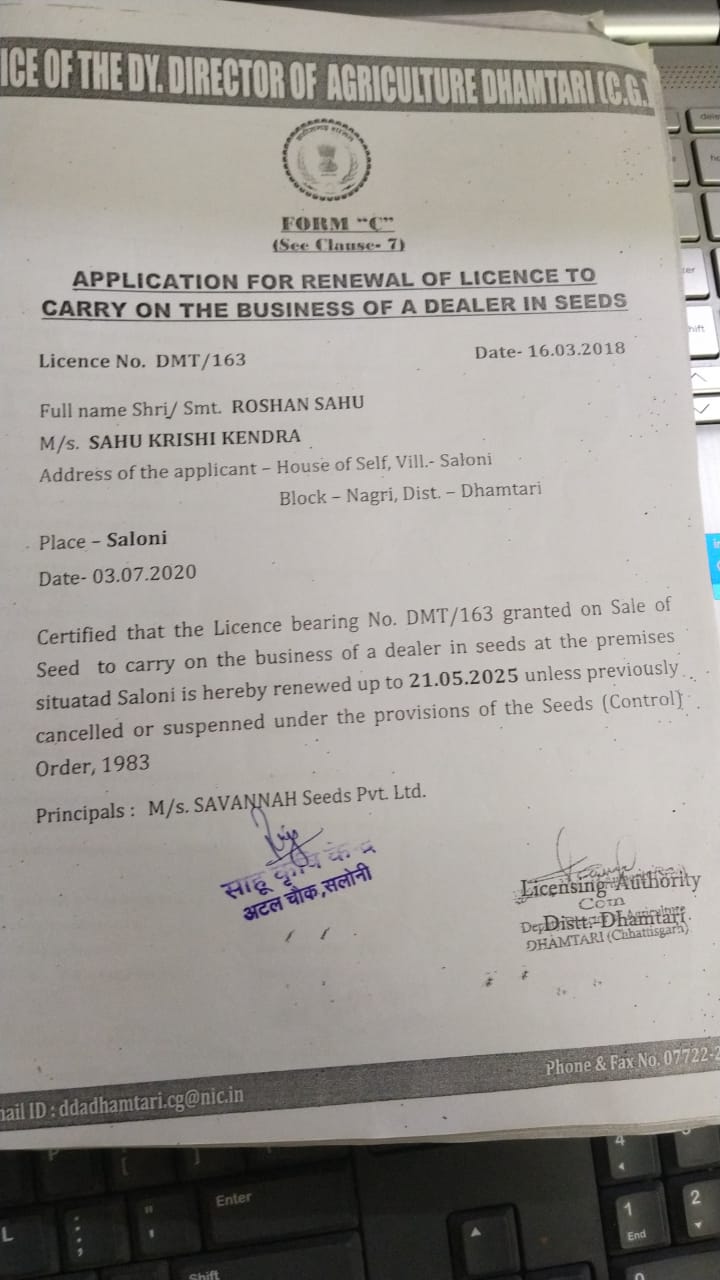 ICE OF THE DY. DIRECTOR OF AGRICULTURE DHAMTARI (C.G.)
FORM "C"
(See Clause- 7)
APPLICATION FOR RENEWAL OF LICENCE TO
CARRY ON THE BUSINESS OF A DEALER IN SEEDS
Licence No. DMT/163 Date- 16.03.2018
Full name Shri/ Smt. ROSHAN SAHU
M/s. SAHU KRISHI KENDRA
Address of the applicant – House of Self, Vill.- Saloni
Block – Nagri, Dist. – Dhamtari
Place – Saloni
Date- 03.07.2020
Certified that the Licence bearing No. DMT/163 granted on Sale of
Seed to carry on the business of a dealer in seeds at the premises
situatad Saloni is hereby renewed up to 21.05.2025 unless previously
cancelled or suspenned under the provisions of the Seeds (Control)
Order, 1983
Principals : M/s. SAVANNAH Seeds Pvt. Ltd.
साहू कृषि केन्द्र
अटल चौक, सलोनी
Licensing Authority
Distt.-Dhamtari
DHAMTARI (Chhattisgarh)
Phone & Fax No. 07722-2
mail ID : ddadhamtari.cg@nic.in
Enter
Shift
4
1
End
2
L